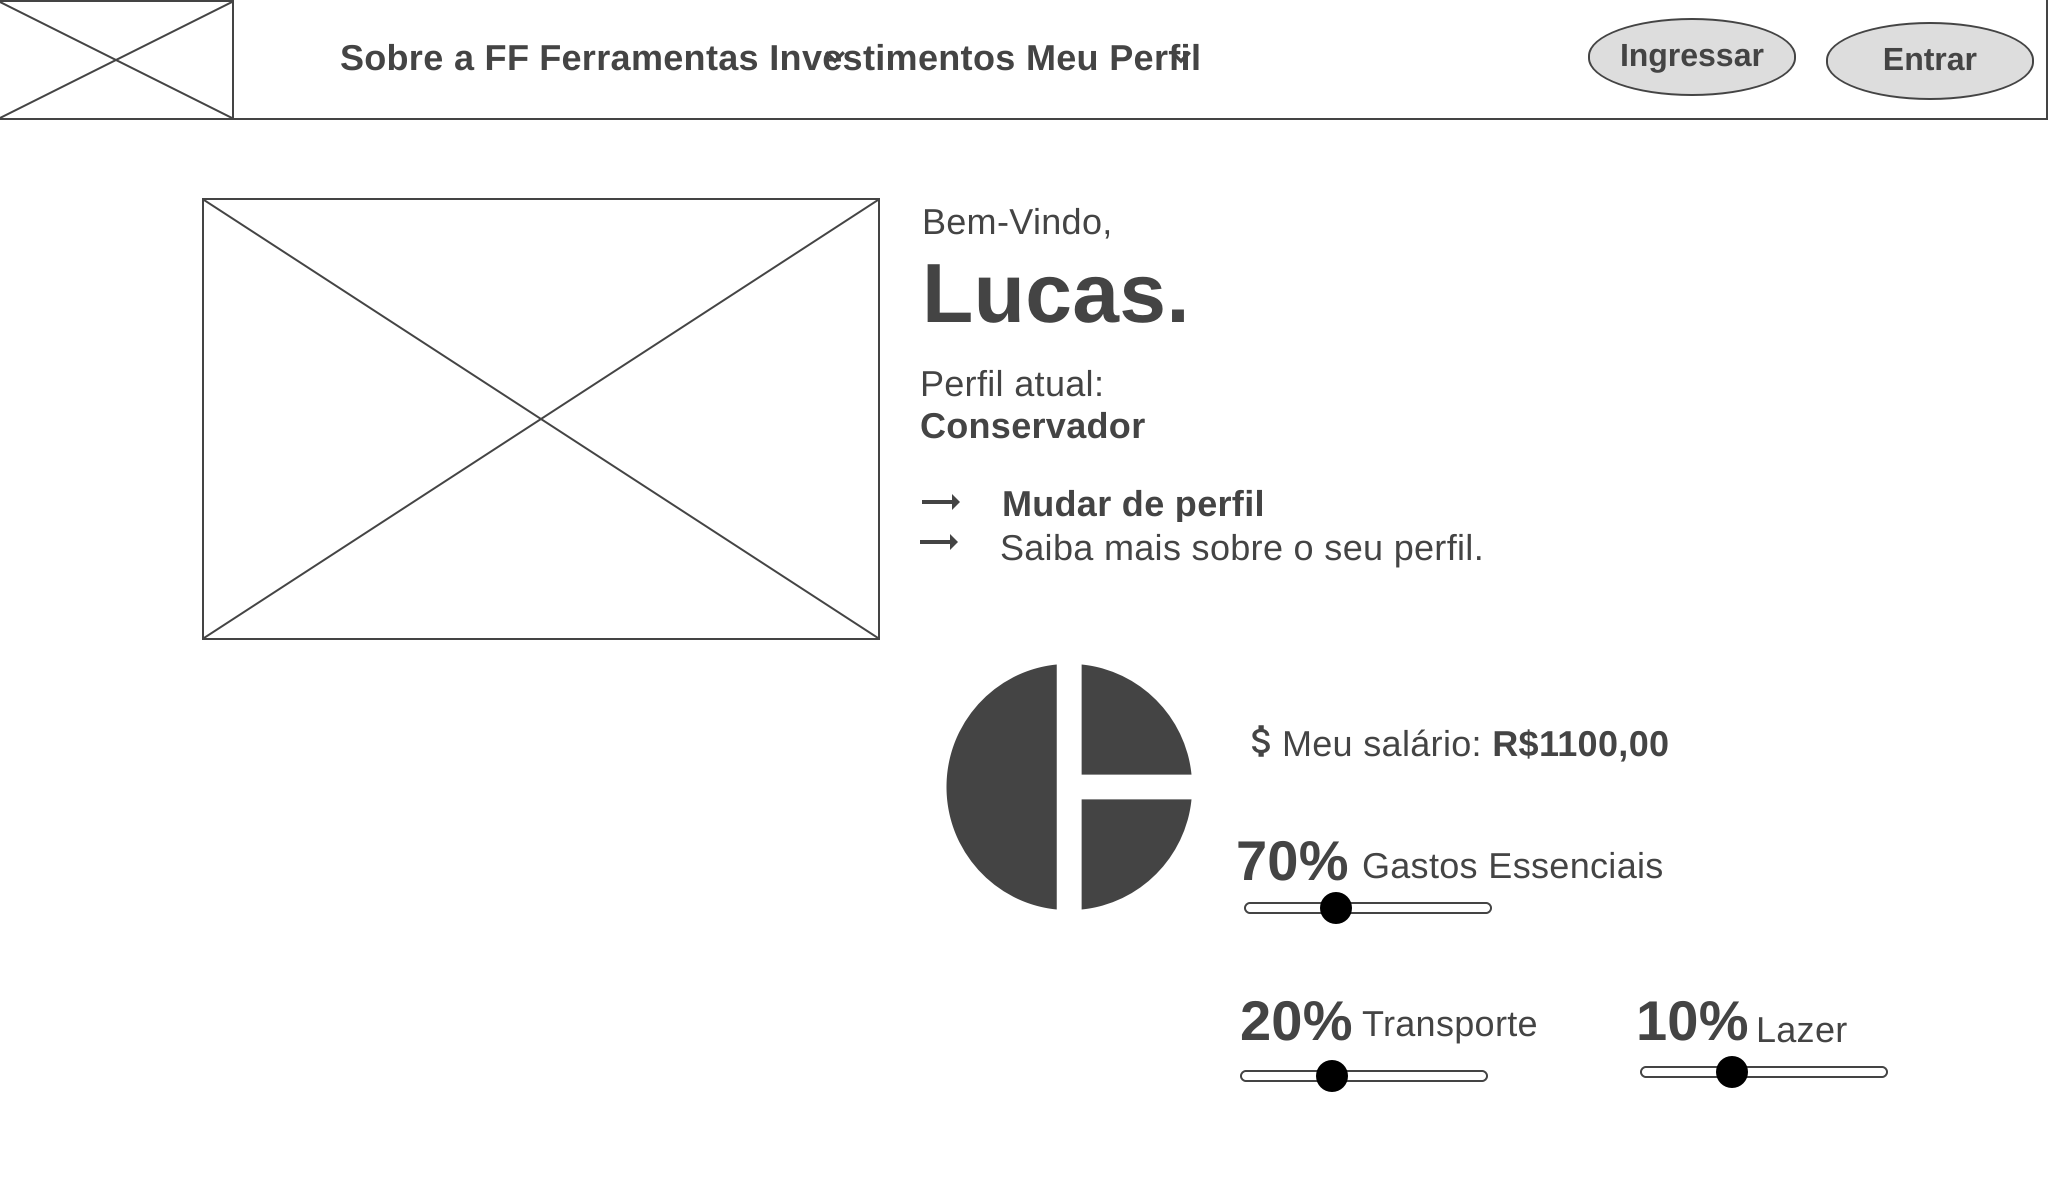 Sobre a FF Ferramentas Investimentos Meu Perfil
Ingressar
Entrar
Bem-Vindo,
Lucas.
Perfil atual:
Conservador
Mudar de perfil
Saiba mais sobre o seu perfil.
$ Meu salário: R$1100,00
70% Gastos Essenciais
20% Transporte
10% Lazer